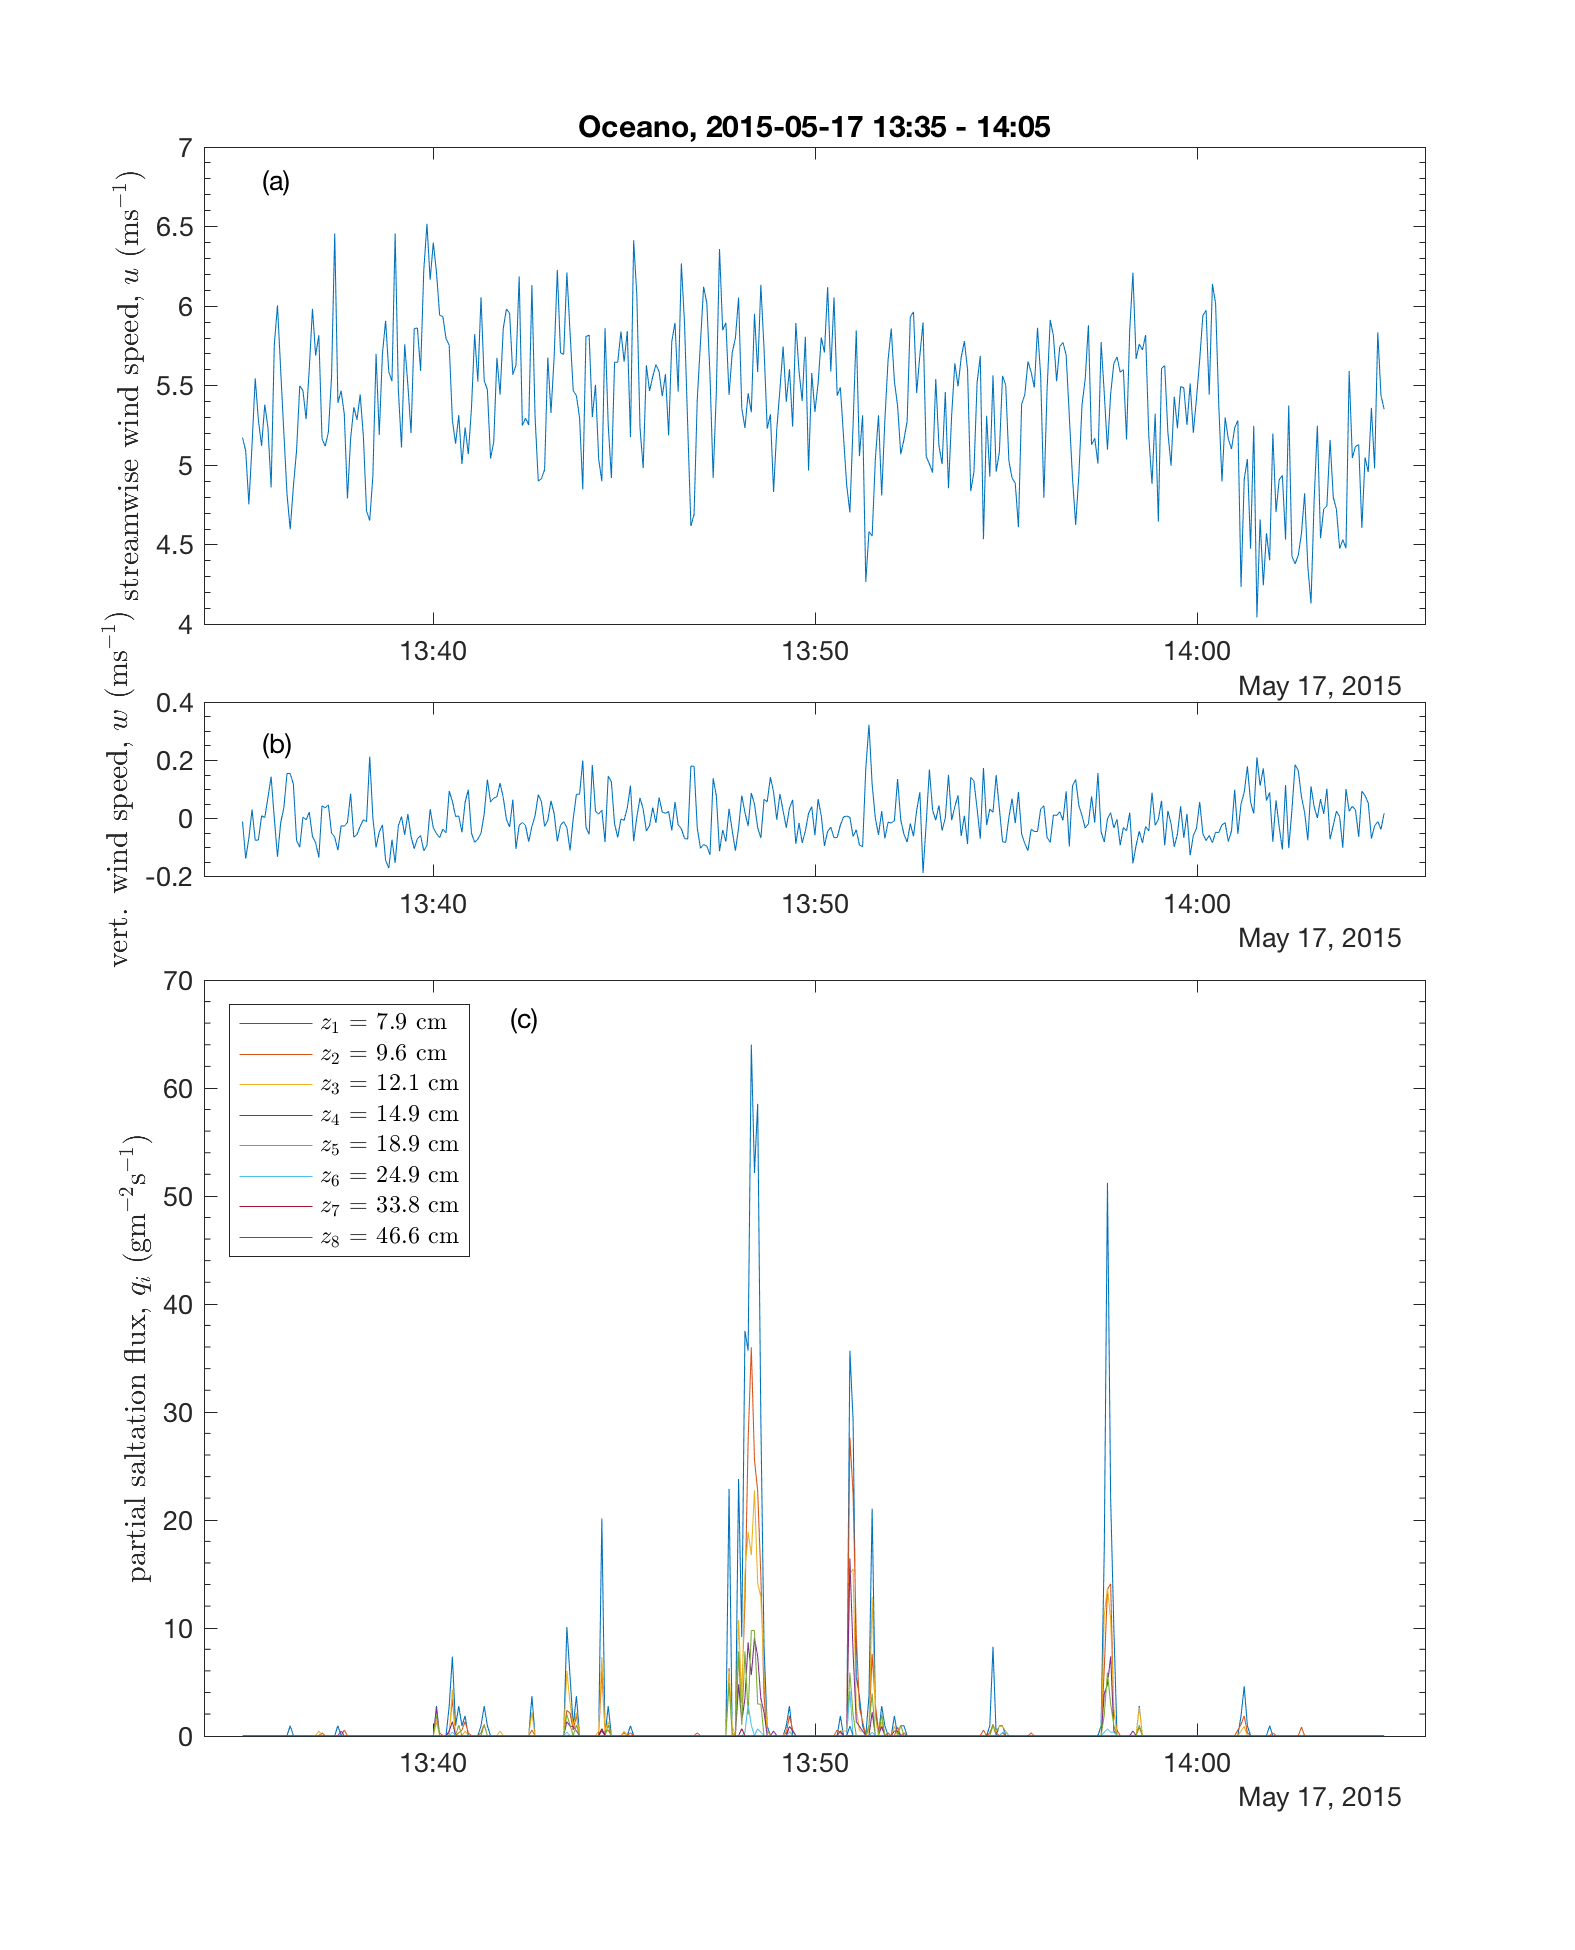 Oceano, 2015-05-17 13:35 - 14:05
(a)
streamwise wind speed, u (ms⁻¹)
7
6.5
6
5.5
5
4.5
4
13:40 13:50 14:00
May 17, 2015
(b)
vert. wind speed, w (ms⁻¹)
0.4
0.2
0
-0.2
13:40 13:50 14:00
May 17, 2015
(c)
partial saltation flux, qᵢ (gm⁻²s⁻¹)
70
60
50
40
30
20
10
0
z₁ = 7.9 cm
z₂ = 9.6 cm
z₃ = 12.1 cm
z₄ = 14.9 cm
z₅ = 18.9 cm
z₆ = 24.9 cm
z₇ = 33.8 cm
z₈ = 46.6 cm
13:40 13:50 14:00
May 17, 2015